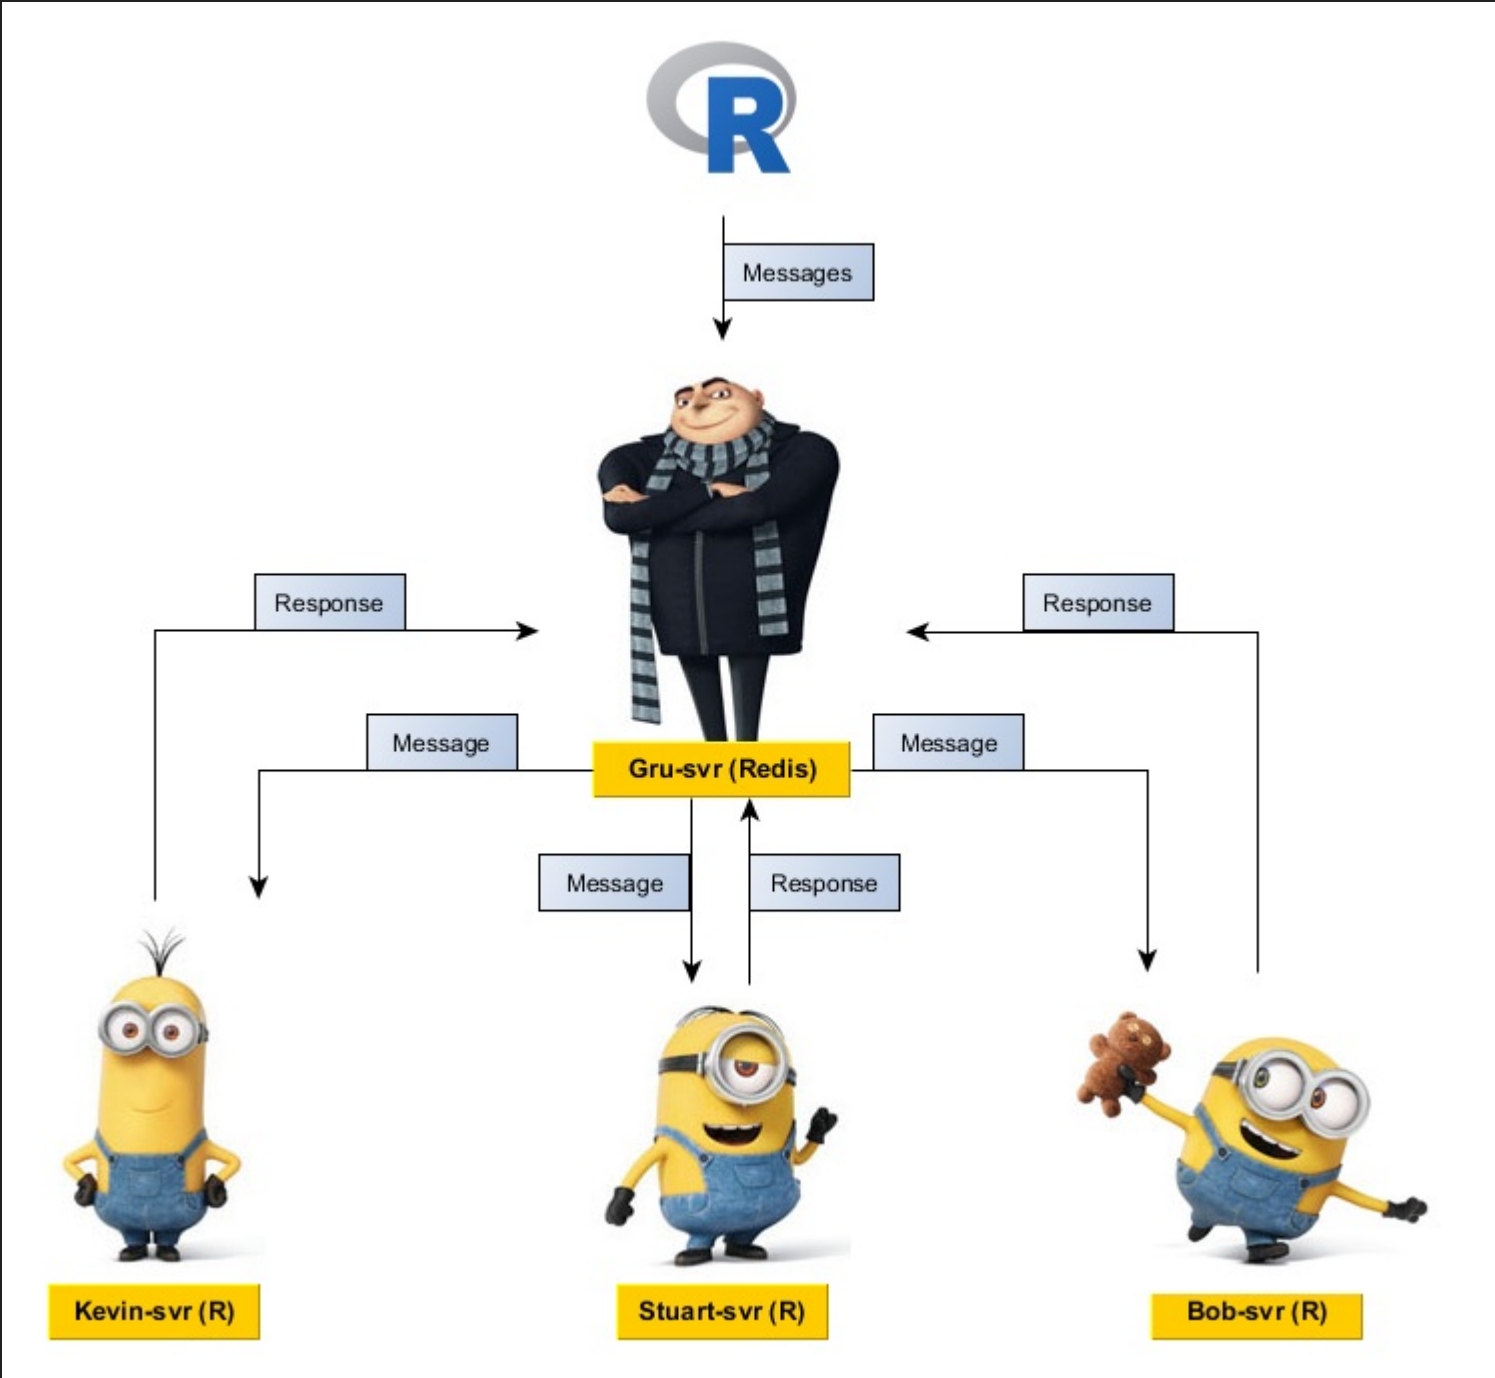 R
Messages
Response
Response
Message
Message
Gru-svr (Redis)
Message
Response
Kevin-svr (R)
Stuart-svr (R)
Bob-svr (R)